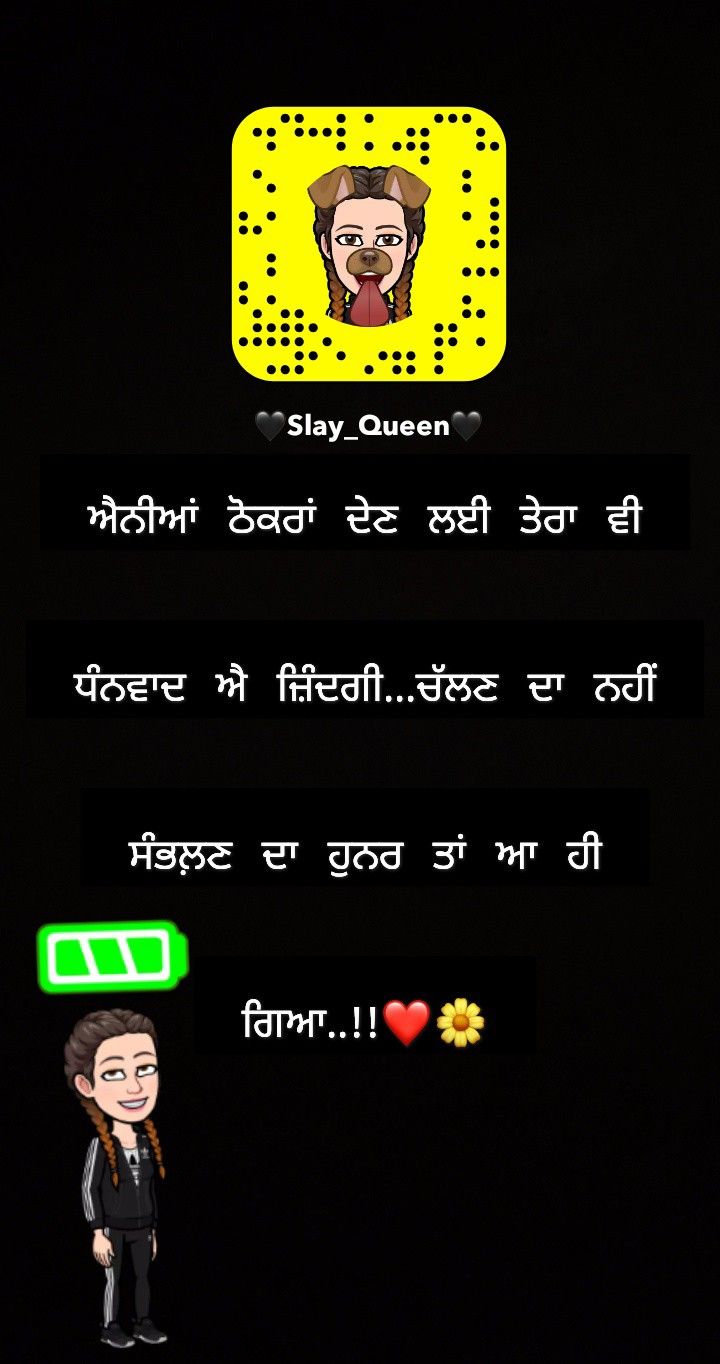 🖤Slay_Queen🖤
ਐਨੀਆਂ ਠੋਕਰਾਂ ਦੇਣ ਲਈ ਤੇਰਾ ਵੀ
ਧੰਨਵਾਦ ਐ ਜ਼ਿੰਦਗੀ...ਚੱਲਣ ਦਾ ਨਹੀਂ
ਸੰਭਲ਼ਣ ਦਾ ਹੁਨਰ ਤਾਂ ਆ ਹੀ
ਗਿਆ..!!❤️🌼